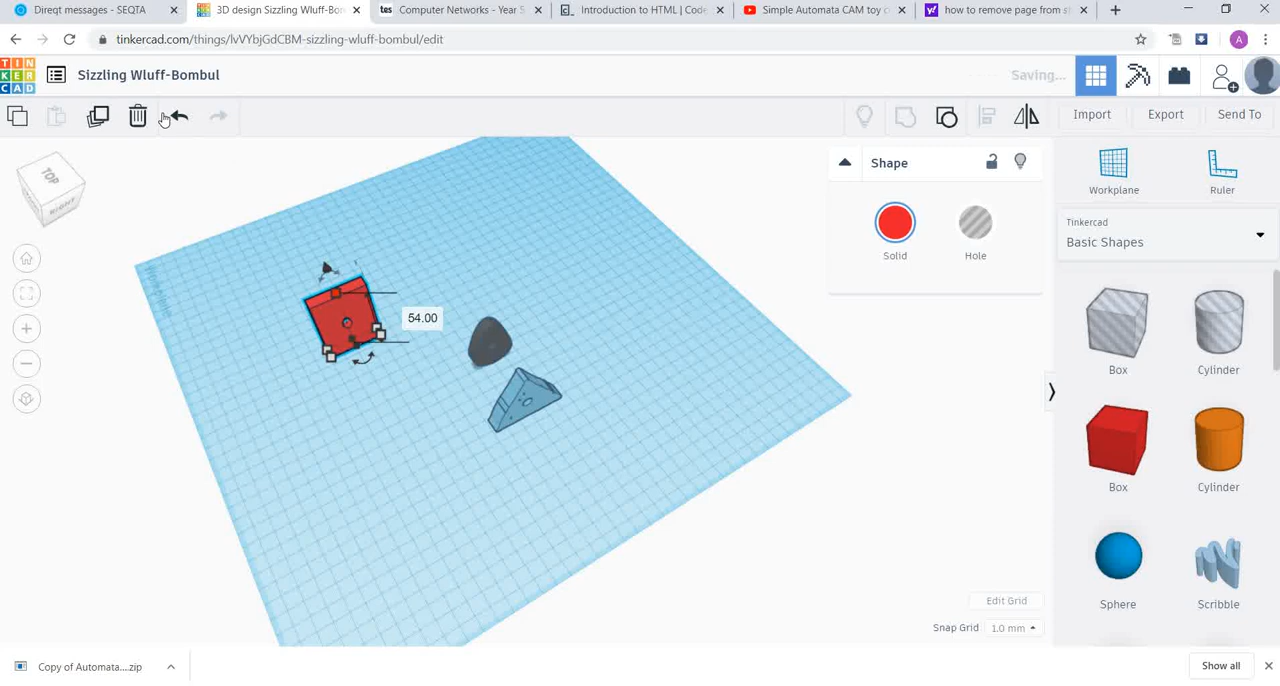 Direqt messages - SEQTA
3D design Sizzling Wluff-Bom
Computer Networks - Year
Introduction to HTML | Code
Simple Automata CAM toy
how to remove page from
tinkercad.com/things/lvVYbjGdCBM-sizzling-wluff-bombul/edit
A
TIN
KER
CAD
Sizzling Wluff-Bombul
Saving...
Import
Export
Send To
TOP
RIGHT
Shape
Solid
Hole
54.00
Workplane
Ruler
Tinkercad
Basic Shapes
Box
Cylinder
Box
Cylinder
Sphere
Scribble
Edit Grid
Snap Grid
1.0 mm
Copy of Automata....zip
Show all